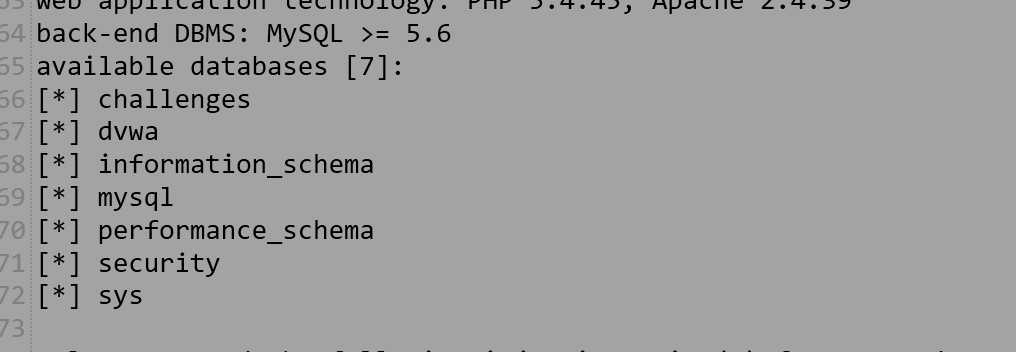 63 web application technology: PHP 5.4.45, Apache 2.4.39
64 back-end DBMS: MySQL >= 5.6
65 available databases [7]:
66 [*] challenges
67 [*] dvwa
68 [*] information_schema
69 [*] mysql
70 [*] performance_schema
71 [*] security
72 [*] sys
73